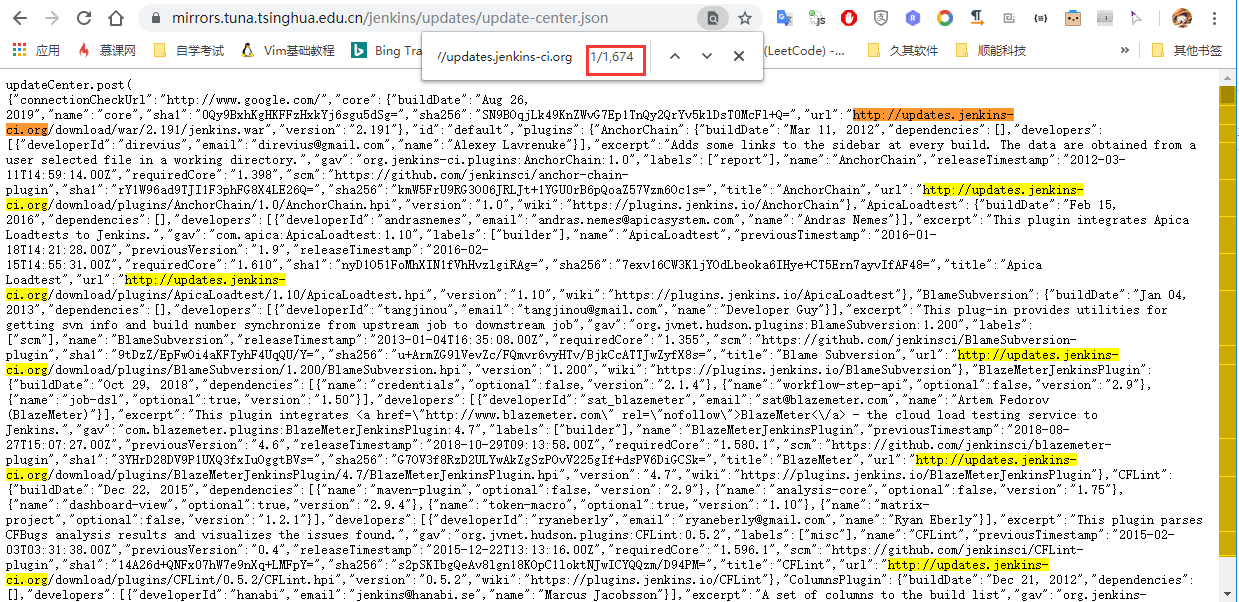 mirrors.tuna.tsinghua.edu.cn/jenkins/updates/update-center.json
应用 慕课网 自学考试 Vim基础教程 Bing Tra (LeetCode) -... 久其软件 顺能科技 » 其他书签
//updates.jenkins-ci.org 1/1,674
updateCenter.post(
{"connectionCheckUrl":"http://www.google.com/","core":{"buildDate":"Aug 26,
2019","name":"core","sha1":"0Qy9BxhKgHKFFzHxkYj6sgu5dSg=","sha256":"SN9BOqjLk49KnZWvG7Ep1TnQy2QrYv5klDsTOMcFl+Q=","url":"http://updates.jenkins-
ci.org/download/war/2.191/jenkins.war","version":"2.191"},"id":"default","plugins":{"AnchorChain":{"buildDate":"Mar 11, 2012","dependencies":[],"developers":
[{"developerId":"direvius","email":"direvius@gmail.com","name":"Alexey Lavrenuke"}],"excerpt":"Adds some links to the sidebar at every build. The data are obtained from a
user selected file in a working directory.","gav":"org.jenkins-ci.plugins:AnchorChain:1.0","labels":["report"],"name":"AnchorChain","releaseTimestamp":"2012-03-
11T14:59:14.00Z","requiredCore":"1.398","scm":"https://github.com/jenkinsci/anchor-chain-
plugin","sha1":"rY1W96ad9TJI1F3phFG8X4LE26Q=","sha256":"kmW5FrU9RG3O06JRLJt+1YGUOrB6pQoaZ57Vzm6Oc1s=","title":"AnchorChain","url":"http://updates.jenkins-
ci.org/download/plugins/AnchorChain/1.0/AnchorChain.hpi","version":"1.0","wiki":"https://plugins.jenkins.io/AnchorChain"},"ApicaLoadtest":{"buildDate":"Feb 15,
2016","dependencies":[],"developers":[{"developerId":"andrasnemes","email":"andras.nemes@apicasystem.com","name":"Andras Nemes"}],"excerpt":"This plugin integrates Apica
Loadtests to Jenkins.","gav":"com.apica:ApicaLoadtest:1.10","labels":["builder"],"name":"ApicaLoadtest","previousTimestamp":"2016-01-
18T14:21:28.00Z","previousVersion":"1.9","releaseTimestamp":"2016-02-
15T14:55:31.00Z","requiredCore":"1.610","sha1":"nyD1O51FoMhXIN1fVhHvzlgiRAg=","sha256":"7exv16CW3KljYOdLbeoka6IHye+CT5Ern7ayvIfAF48=","title":"Apica
Loadtest","url":"http://updates.jenkins-
ci.org/download/plugins/ApicaLoadtest/1.10/ApicaLoadtest.hpi","version":"1.10","wiki":"https://plugins.jenkins.io/ApicaLoadtest"},"BlameSubversion":{"buildDate":"Jan 04,
2013","dependencies":[],"developers":[{"developerId":"tangjinou","email":"tangjinou@gmail.com","name":"Developer Guy"}],"excerpt":"This plug-in provides utilities for
getting svn info and build number synchronize from upstream job to downstream job","gav":"org.jvnet.hudson.plugins:BlameSubversion:1.200","labels":
["scm"],"name":"BlameSubversion","releaseTimestamp":"2013-01-04T16:35:08.00Z","requiredCore":"1.355","scm":"https://github.com/jenkinsci/BlameSubversion-
plugin","sha1":"9tDzZ/EpFwOi4aKFTyhF4UqQU/Y=","sha256":"u+ArmZG9lVevZc/FQmvr6vyHTv/BjkCcATTJwZyfX8s=","title":"Blame Subversion","url":"http://updates.jenkins-
ci.org/download/plugins/BlameSubversion/1.200/BlameSubversion.hpi","version":"1.200","wiki":"https://plugins.jenkins.io/BlameSubversion"},"BlazeMeterJenkinsPlugin":
{"buildDate":"Oct 29, 2018","dependencies":[{"name":"credentials","optional":false,"version":"2.1.4"},{"name":"workflow-step-api","optional":false,"version":"2.9"},
{"name":"job-dsl","optional":true,"version":"1.50"}],"developers":[{"developerId":"sat_blazemeter","email":"sat@blazemeter.com","name":"Artem Fedorov
(BlazeMeter)"}],"excerpt":"This plugin integrates <a href=\"http://www.blazemeter.com\" rel=\"nofollow\">BlazeMeter<\/a> - the cloud load testing service to
Jenkins.","gav":"com.blazemeter.plugins:BlazeMeterJenkinsPlugin:4.7","labels":["builder"],"name":"BlazeMeterJenkinsPlugin","previousTimestamp":"2018-08-
27T15:07:27.00Z","previousVersion":"4.6","releaseTimestamp":"2018-10-29T09:13:58.00Z","requiredCore":"1.580.1","scm":"https://github.com/jenkinsci/blazemeter-
plugin","sha1":"3YHrD28DV9P1UXQ3fxIuOggtBVs=","sha256":"G7OV3f8RzD2ULYwAkZgSzPOvV225gIf+dsPV6DiGCSk=","title":"BlazeMeter","url":"http://updates.jenkins-
ci.org/download/plugins/BlazeMeterJenkinsPlugin/4.7/BlazeMeterJenkinsPlugin.hpi","version":"4.7","wiki":"https://plugins.jenkins.io/BlazeMeterJenkinsPlugin"},"CFLint":
{"buildDate":"Dec 22, 2015","dependencies":[{"name":"maven-plugin","optional":false,"version":"2.9"},{"name":"analysis-core","optional":false,"version":"1.75"},
{"name":"dashboard-view","optional":true,"version":"2.9.4"},{"name":"token-macro","optional":true,"version":"1.10"},{"name":"matrix-
project","optional":false,"version":"1.2.1"}],"developers":[{"developerId":"ryaneberly","email":"ryaneberly@gmail.com","name":"Ryan Eberly"}],"excerpt":"This plugin parses
CFBugs analysis results and visualizes the issues found.","gav":"org.jvnet.hudson.plugins:CFLint:0.5.2","labels":["misc"],"name":"CFLint","previousTimestamp":"2015-02-
03T03:31:38.00Z","previousVersion":"0.4","releaseTimestamp":"2015-12-22T13:13:16.00Z","requiredCore":"1.596.1","scm":"https://github.com/jenkinsci/CFLint-
plugin","sha1":"14A26d+QNFx07hW7e9nXq+LMFpY=","sha256":"s2pSKIbgQeAv8lgn18KOpC1loktNJwICYQQzm/D94PM=","title":"CFLint","url":"http://updates.jenkins-
ci.org/download/plugins/CFLint/0.5.2/CFLint.hpi","version":"0.5.2","wiki":"https://plugins.jenkins.io/CFLint"},"ColumnsPlugin":{"buildDate":"Dec 21, 2012","dependencies":
[],"developers":[{"developerId":"hanabi","email":"jenkins@hanabi.se","name":"Marcus Jacobsson"}],"excerpt":"A set of columns to the build list","gav":"org.jenkins-